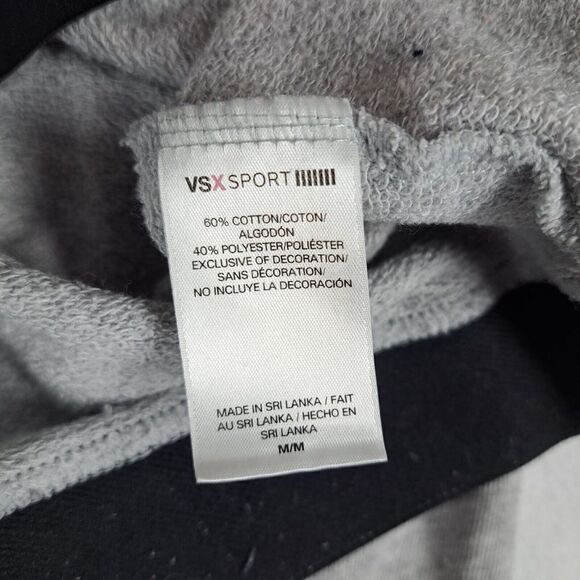 VSX SPORT
60% COTTON/COTON/
ALGODÓN
40% POLYESTER/POLIÉSTER
EXCLUSIVE OF DECORATION/
SANS DÉCORATION/
NO INCLUYE LA DECORACIÓN
MADE IN SRI LANKA / FAIT
AU SRI LANKA / HECHO EN
SRI LANKA
M/M